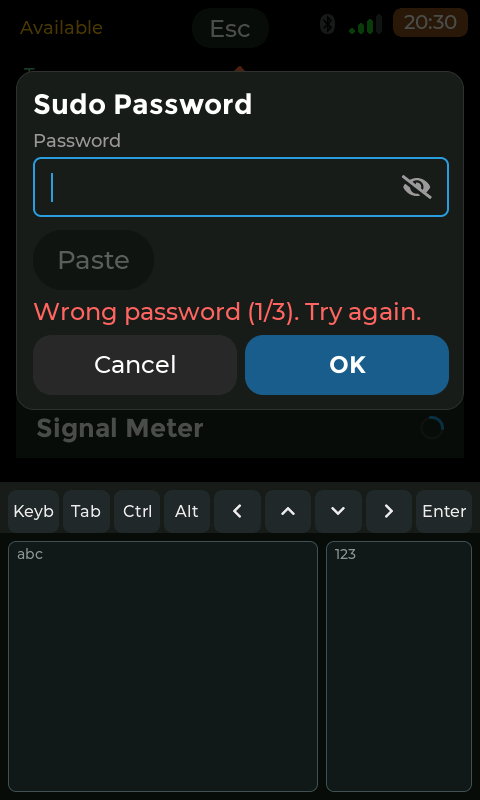 Available
Esc
20:30
Sudo Password
Password
Paste
Wrong password (1/3). Try again.
Cancel
OK
Signal Meter
Keyb
Tab
Ctrl
Alt
Enter
abc
123